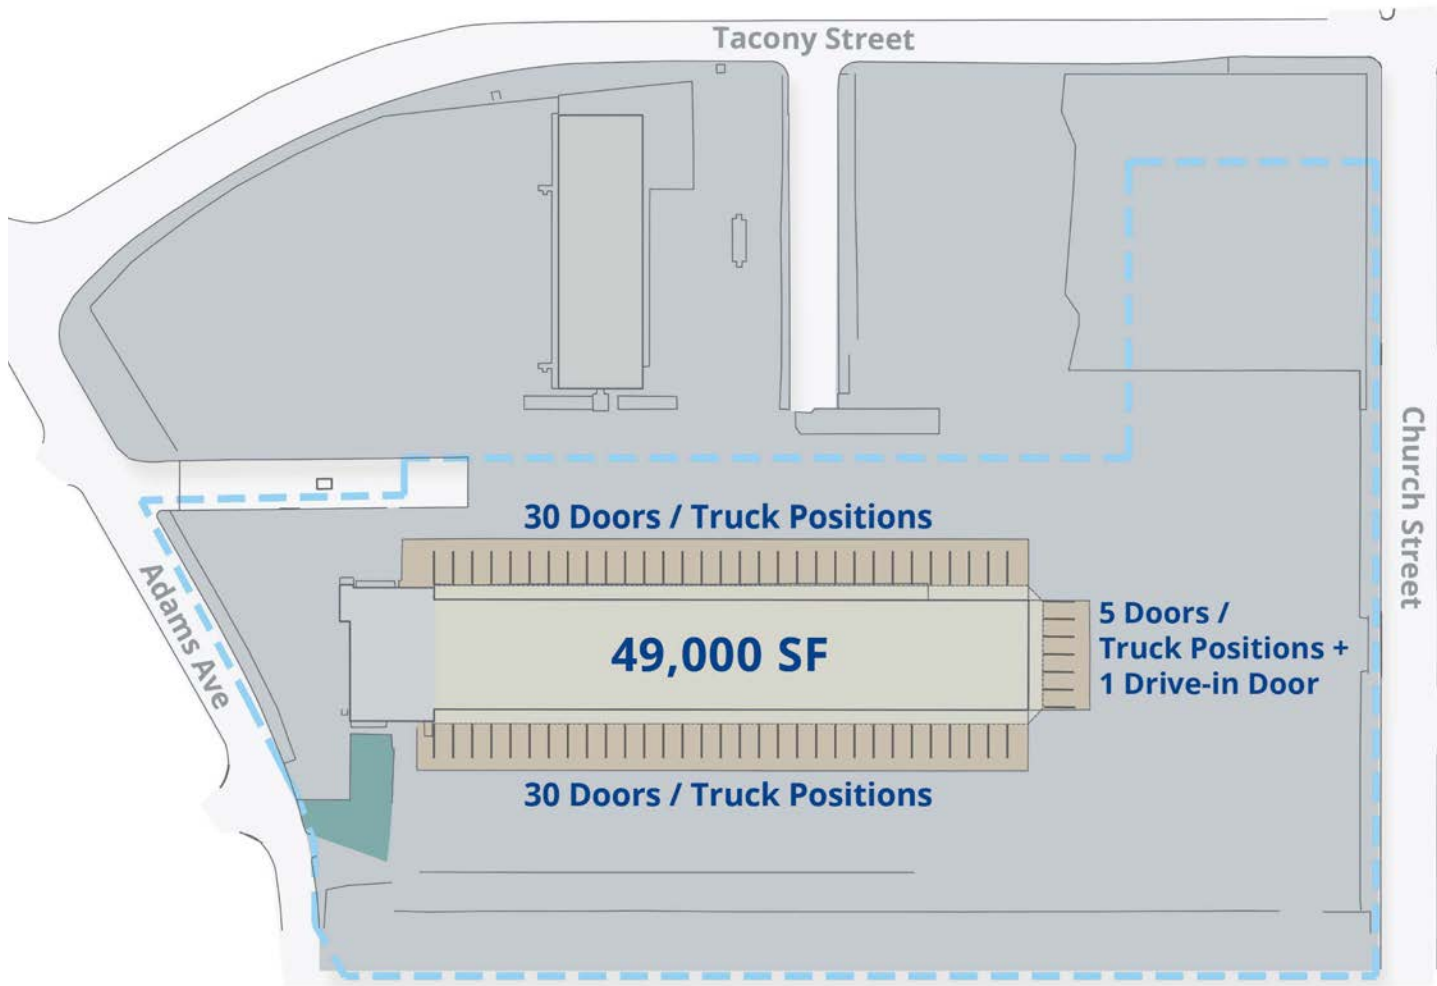 Tacony Street
Church Street
30 Doors / Truck Positions
Adams Ave
49,000 SF
5 Doors /
Truck Positions +
1 Drive-in Door
30 Doors / Truck Positions